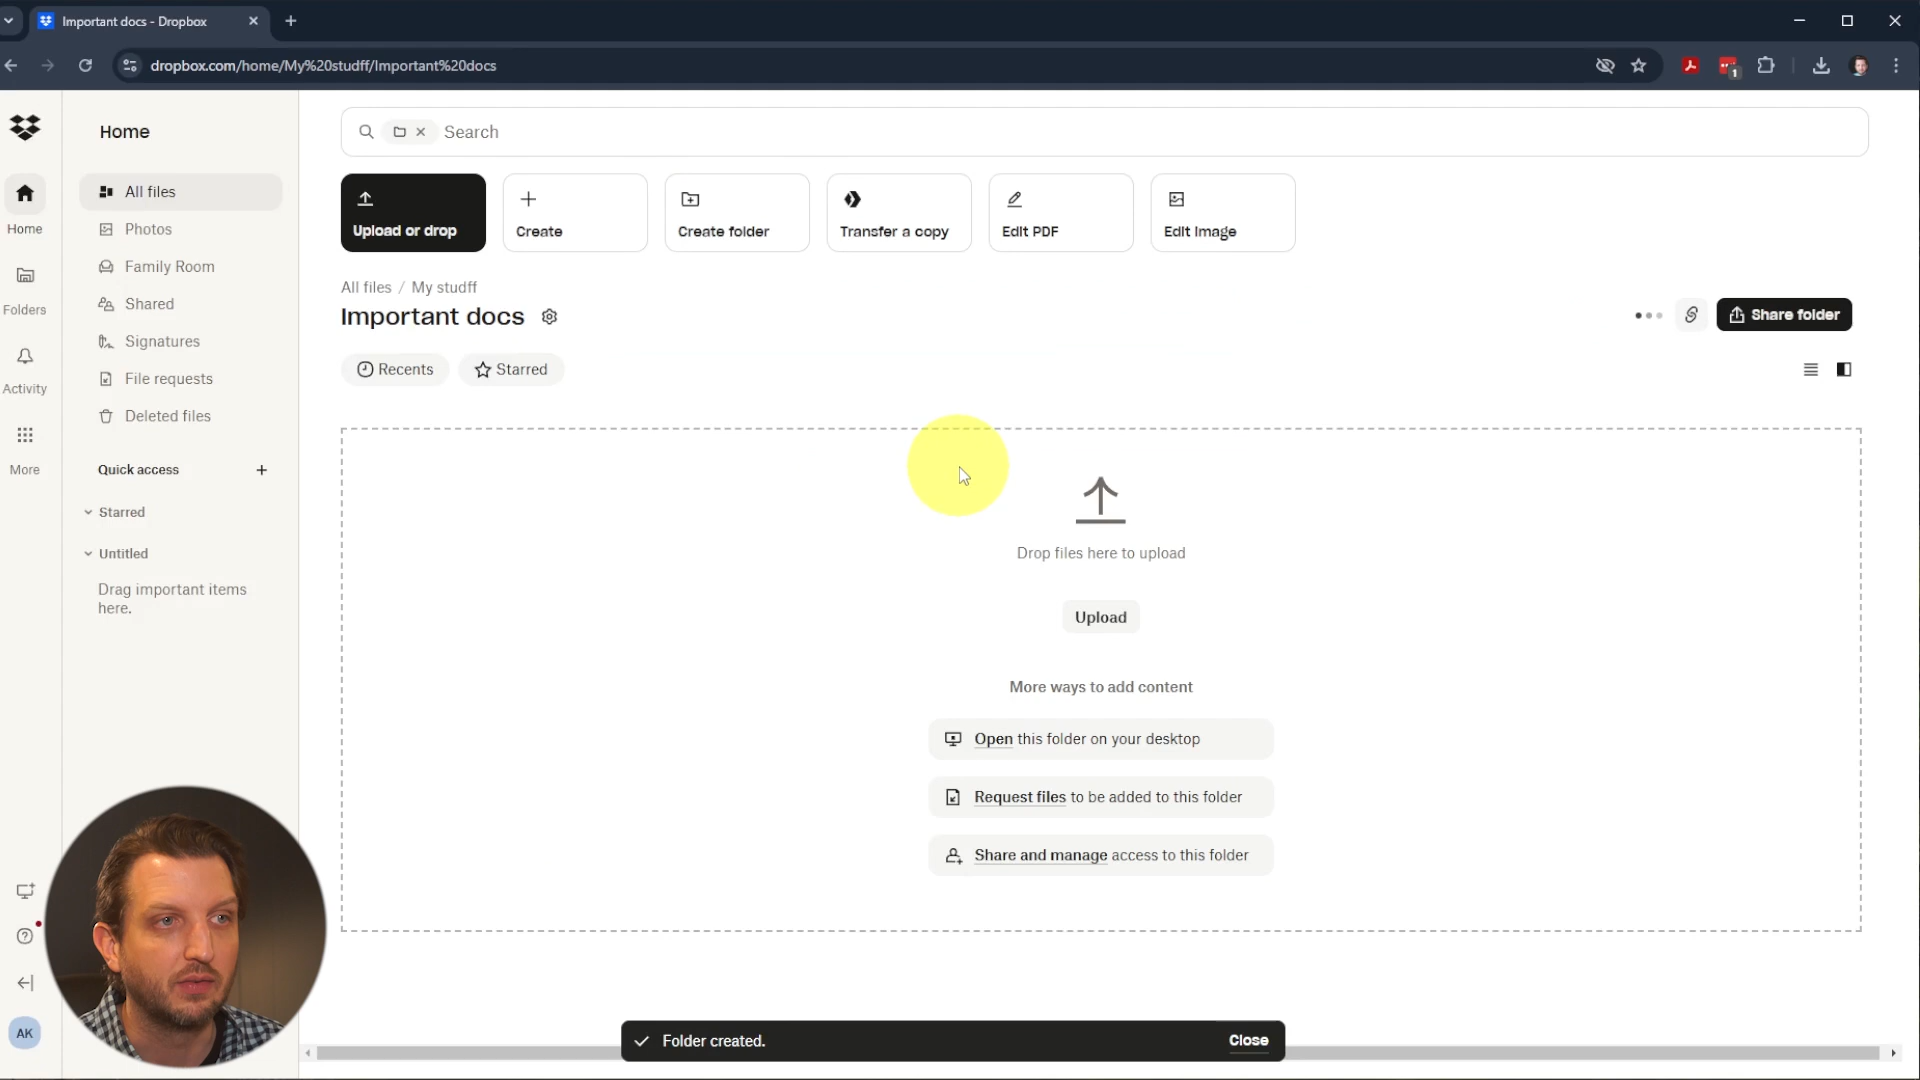 Important docs - Dropbox
dropbox.com/home/My%20studff/Important%20docs
1
Home
All files
Photos
Family Room
Shared
Signatures
File requests
Deleted files
Quick access
Starred
Untitled
Drag important items
here.
Home
Folders
Activity
More
AK
Search
Upload or drop
Create
Create folder
Transfer a copy
Edit PDF
Edit Image
All files / My studff
Important docs
Share folder
Recents
Starred
Drop files here to upload
Upload
More ways to add content
Open this folder on your desktop
Request files to be added to this folder
Share and manage access to this folder
Folder created.
Close